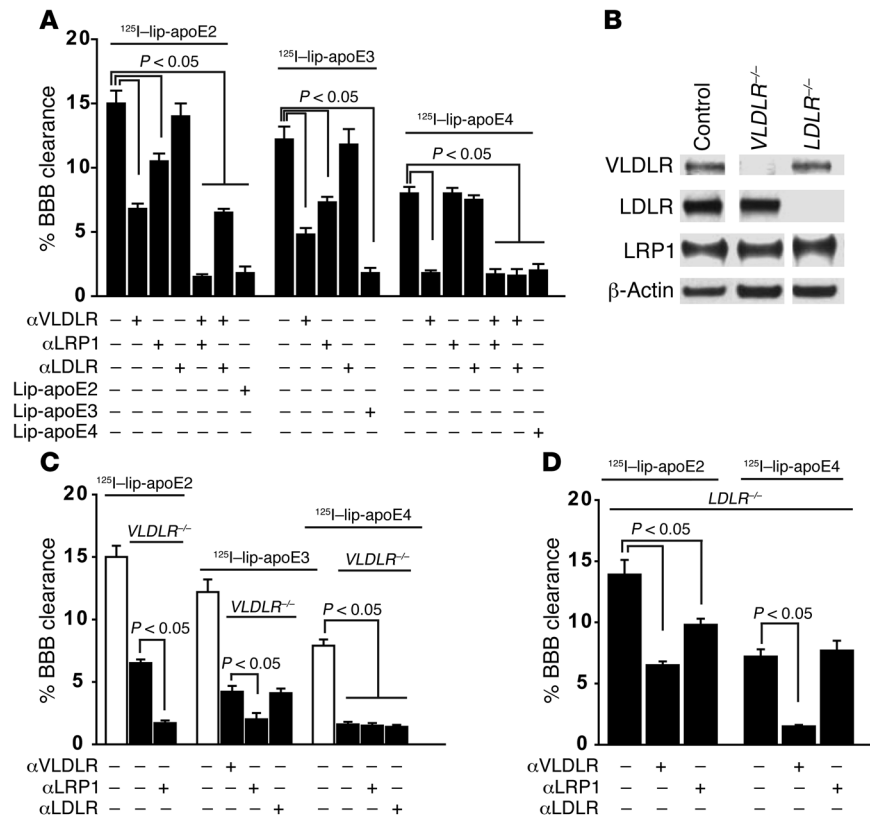 A
¹²⁵I–lip-apoE2
¹²⁵I–lip-apoE3
¹²⁵I–lip-apoE4
P < 0.05
P < 0.05
P < 0.05
% BBB clearance
20
15
10
5
0
αVLDLR – + – – + + – – + – – – – + – – + + –
αLRP1 – – + – + – – – – + – – – – + – + – –
αLDLR – – – + – + – – – – + – – – – + – + –
Lip-apoE2 – – – – – – + – – – – – – – – – – – –
Lip-apoE3 – – – – – – – – – – – + – – – – – – –
Lip-apoE4 – – – – – – – – – – – – – – – – – – +
B
Control
VLDLR⁻/⁻
LDLR⁻/⁻
VLDLR
LDLR
LRP1
β-Actin
C
¹²⁵I–lip-apoE2
VLDLR⁻/⁻
¹²⁵I–lip-apoE3
VLDLR⁻/⁻
¹²⁵I–lip-apoE4
VLDLR⁻/⁻
P < 0.05
P < 0.05
P < 0.05
% BBB clearance
20
15
10
5
0
αVLDLR – – – – + – – – – – –
αLRP1 – – + – – + – – – + –
αLDLR – – – – – – + – – – +
D
¹²⁵I–lip-apoE2
¹²⁵I–lip-apoE4
LDLR⁻/⁻
P < 0.05
P < 0.05
% BBB clearance
20
15
10
5
0
αVLDLR – + – – + –
αLRP1 – – + – – +
αLDLR – – – – – –